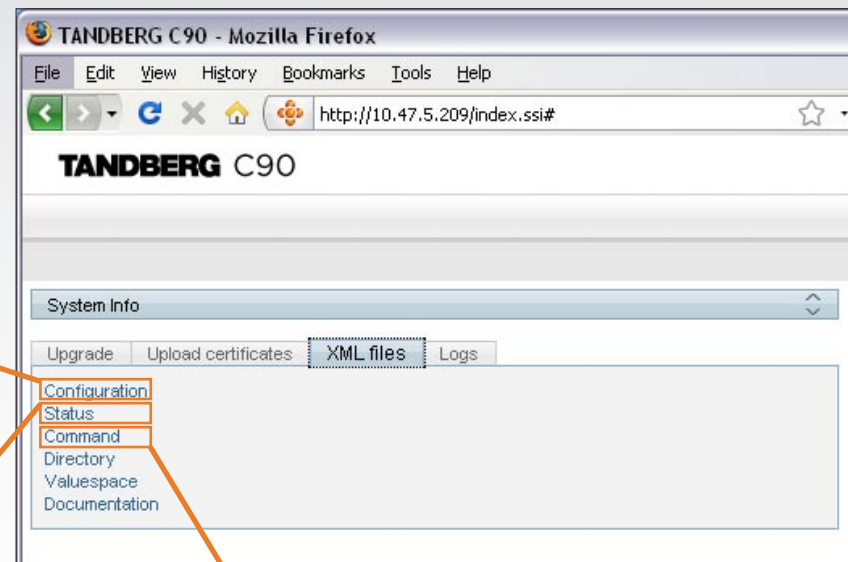 TANDBERG C90 - Mozilla Firefox
File Edit View History Bookmarks Tools Help
http://10.47.5.209/index.ssi#
TANDBERG C90
System Info
Upgrade Upload certificates XML files Logs
Configuration
Status
Command
Directory
Valuespace
Documentation